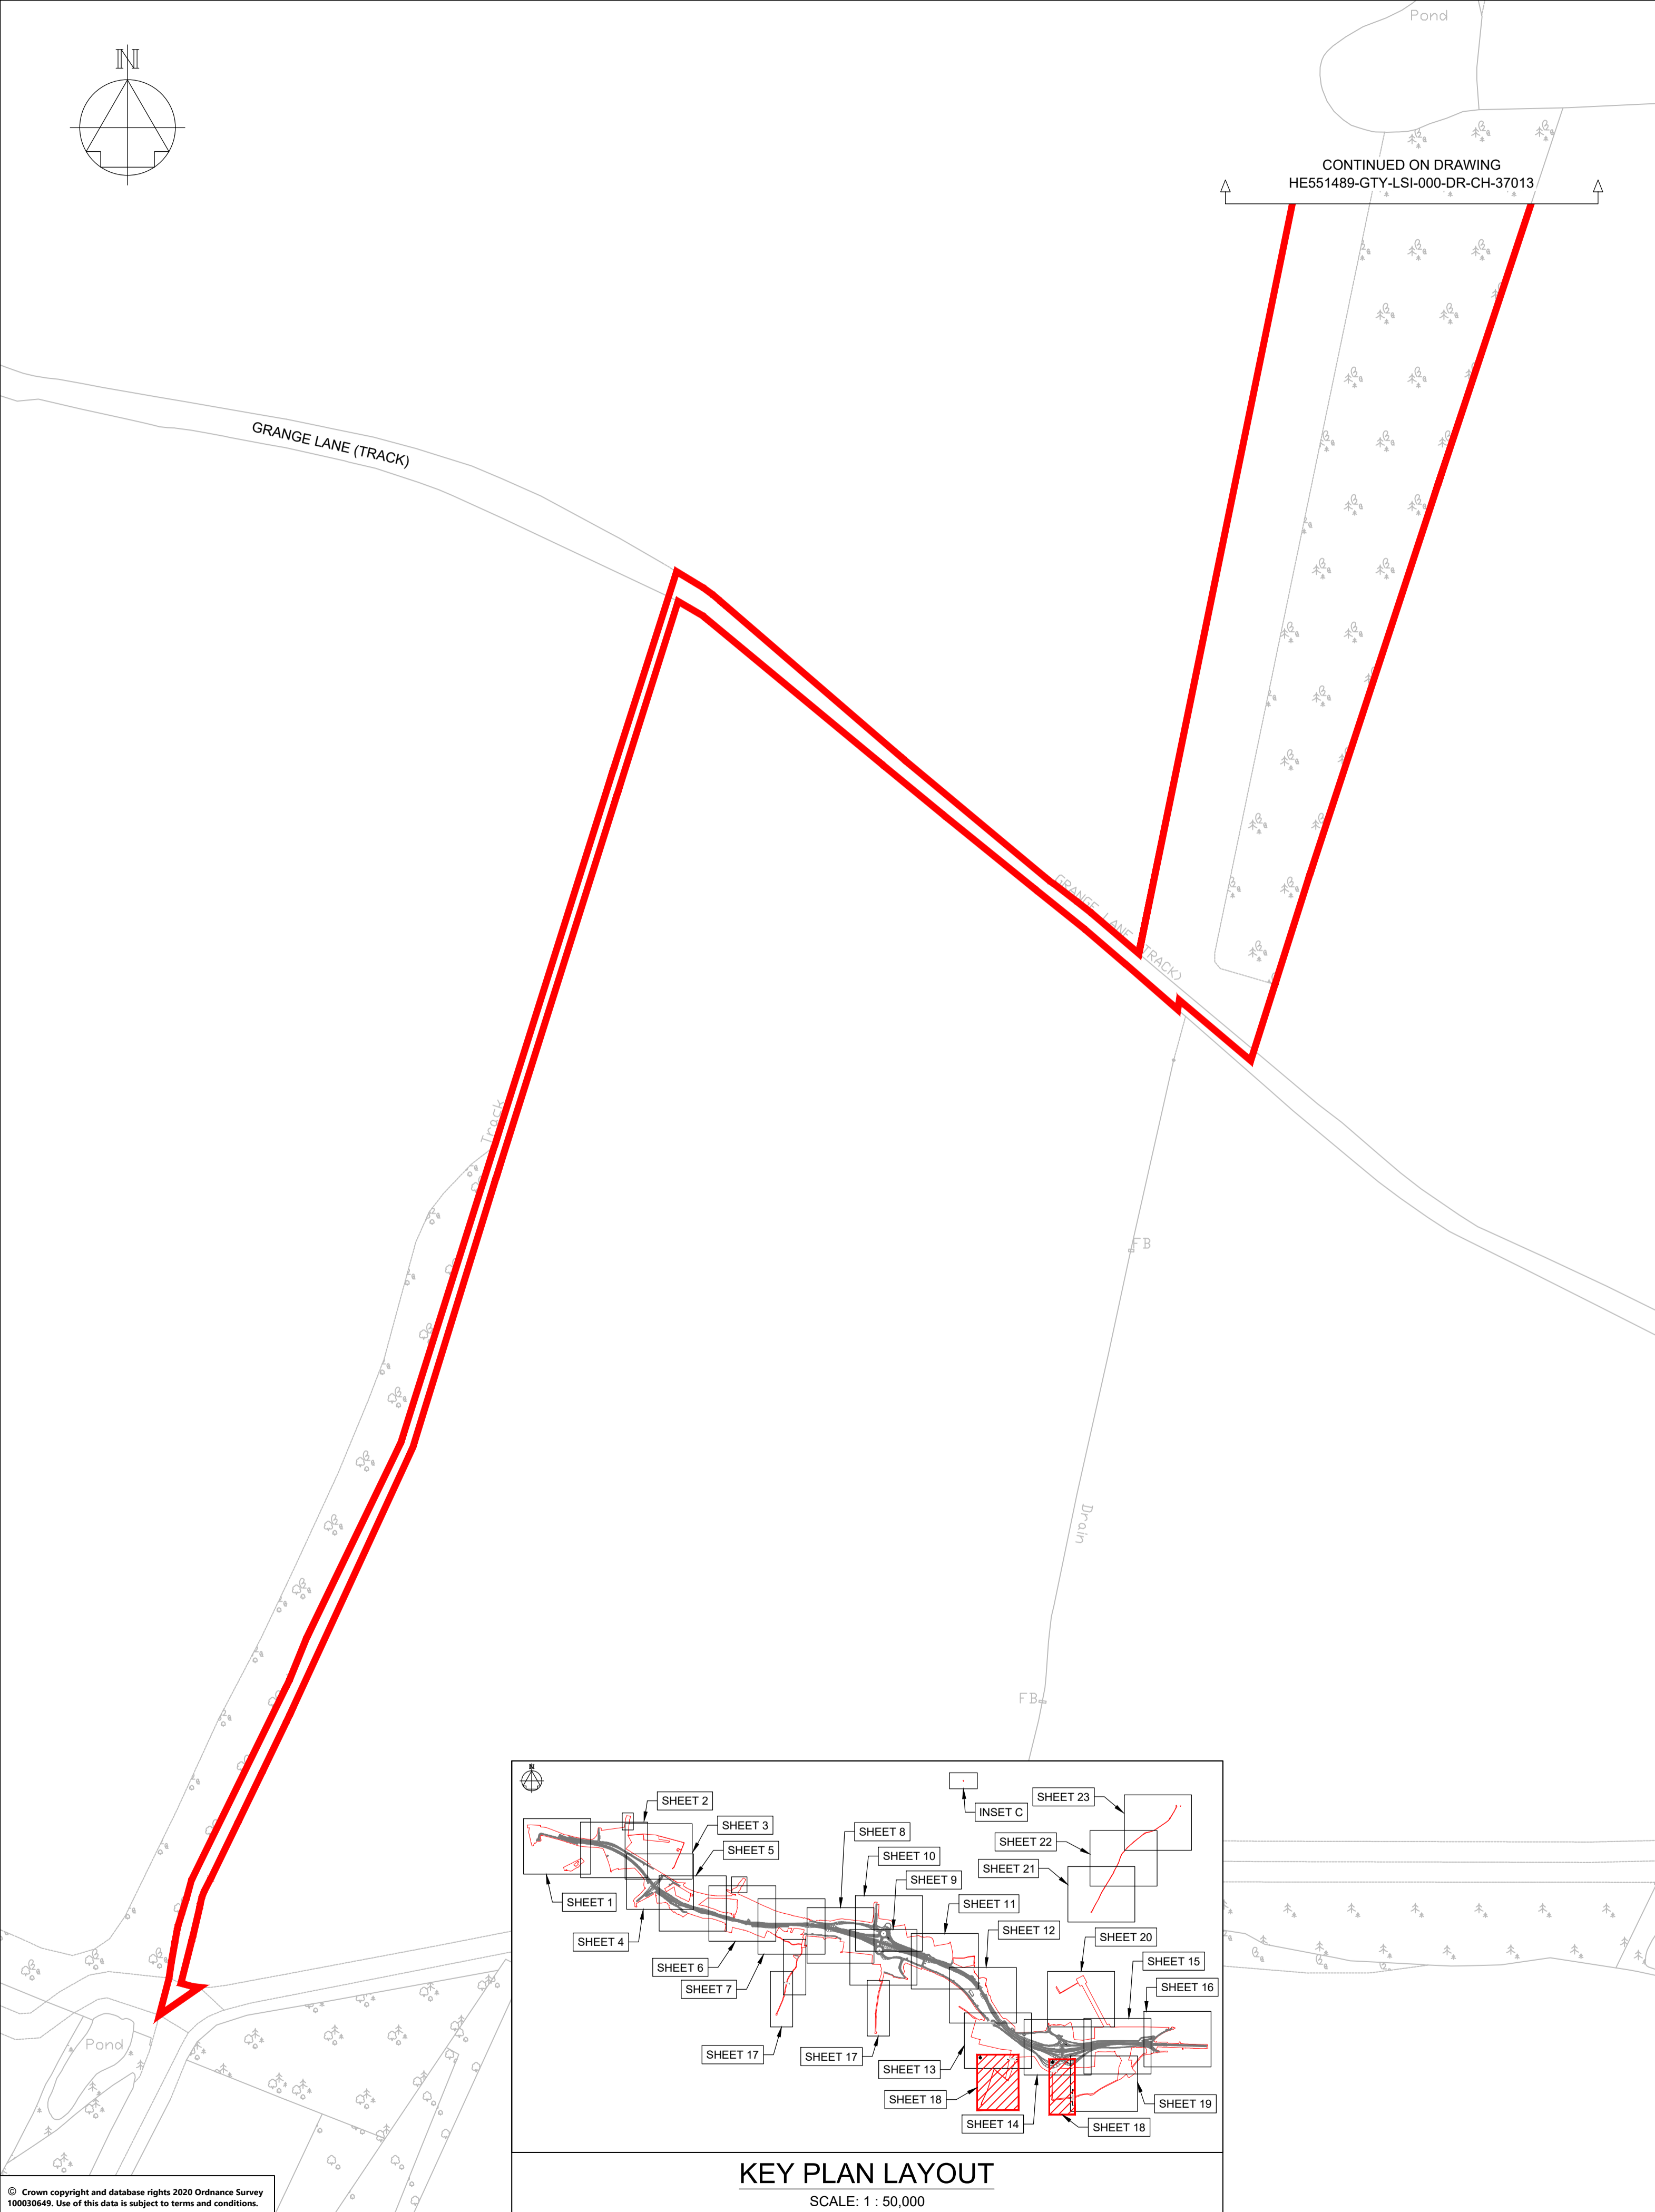 N
Pond
CONTINUED ON DRAWING
HE551489-GTY-LSI-000-DR-CH-37013
GRANGE LANE (TRACK)
GRANGE LANE (TRACK)
Track
FB
Drain
FB
Pond
N
SHEET 1
SHEET 2
SHEET 3
SHEET 5
SHEET 4
SHEET 6
SHEET 7
SHEET 8
SHEET 10
SHEET 9
SHEET 11
SHEET 12
INSET C
SHEET 23
SHEET 22
SHEET 21
SHEET 20
SHEET 15
SHEET 16
SHEET 17
SHEET 17
SHEET 13
SHEET 18
SHEET 14
SHEET 18
SHEET 19
KEY PLAN LAYOUT
SCALE: 1 : 50,000
© Crown copyright and database rights 2020 Ordnance Survey
100030649. Use of this data is subject to terms and conditions.